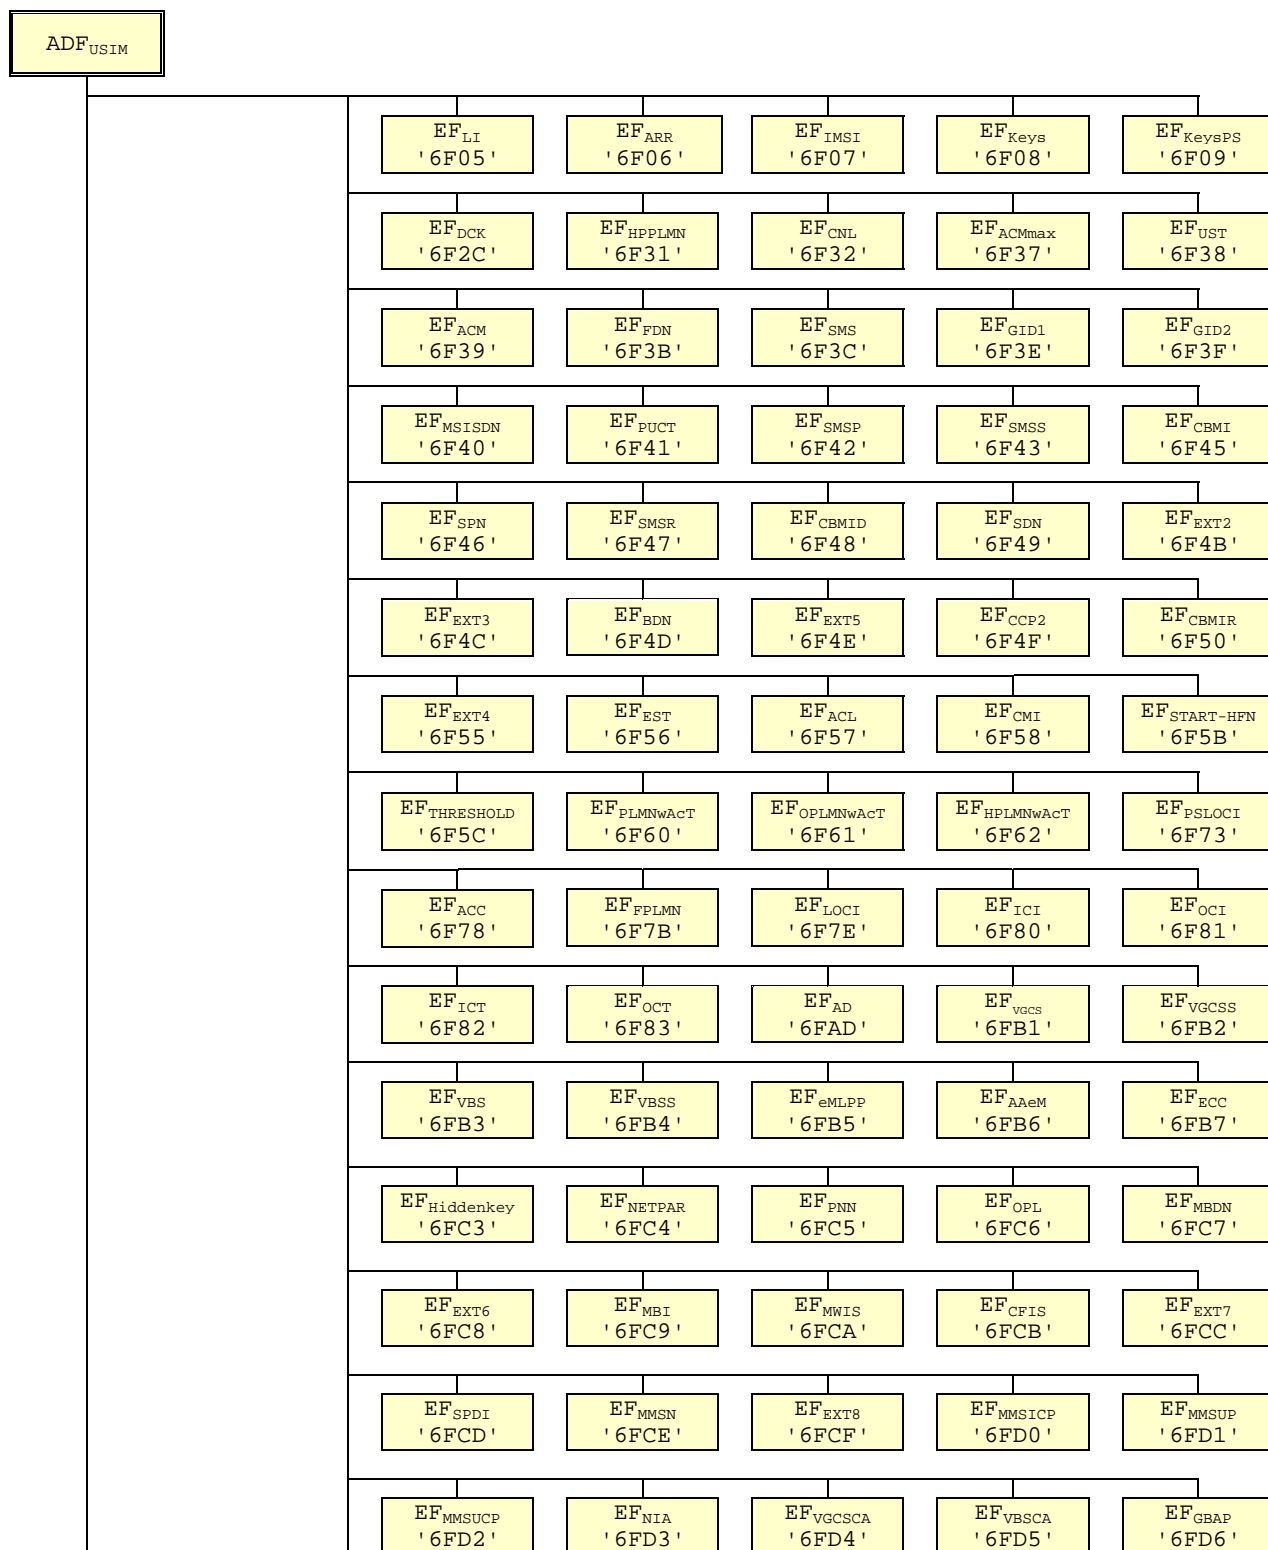 ADFUSIM
EFLI EFARR EFIMSI EFKeys EFKeysPS
'6F05' '6F06' '6F07' '6F08' '6F09'
EFDCK EFHPPLMN EFCNL EFACMmax EFUST
'6F2C' '6F31' '6F32' '6F37' '6F38'
EFACM EFFDN EFSMS EFGID1 EFGID2
'6F39' '6F3B' '6F3C' '6F3E' '6F3F'
EFMSISDN EFPUCT EFSMSP EFSMSS EFCBMI
'6F40' '6F41' '6F42' '6F43' '6F45'
EFSPN EFSMSR EFCBMID EFSDN EFEXT2
'6F46' '6F47' '6F48' '6F49' '6F4B'
EFEXT3 EFBDN EFEXT5 EFCCP2 EFCBMIR
'6F4C' '6F4D' '6F4E' '6F4F' '6F50'
EFEXT4 EFEST EFACL EFCMI EFSTART-HFN
'6F55' '6F56' '6F57' '6F58' '6F5B'
EFTHRESHOLD EFPLMNwAcT EFOPLMNwAcT EFHPLMNwAcT EFPSLOCI
'6F5C' '6F60' '6F61' '6F62' '6F73'
EFACC EFFPLMN EFLOCI EFICI EFOCI
'6F78' '6F7B' '6F7E' '6F80' '6F81'
EFICT EFOCT EFAD EFVGCS EFVGCSS
'6F82' '6F83' '6FAD' '6FB1' '6FB2'
EFVBS EFVBSS EFeMLPP EFAAeM EFECC
'6FB3' '6FB4' '6FB5' '6FB6' '6FB7'
EFHiddenkey EFNETPAR EFPNN EFOPL EFMBDN
'6FC3' '6FC4' '6FC5' '6FC6' '6FC7'
EFEXT6 EFMBI EFMWIS EFCFIS EFEXT7
'6FC8' '6FC9' '6FCA' '6FCB' '6FCC'
EFSPDI EFMMSN EFEXT8 EFMMSICP EFMMSUP
'6FCD' '6FCE' '6FCF' '6FD0' '6FD1'
EFMMSUCP EFNIA EFVGCSCA EFVBSCA EFGBAP
'6FD2' '6FD3' '6FD4' '6FD5' '6FD6'